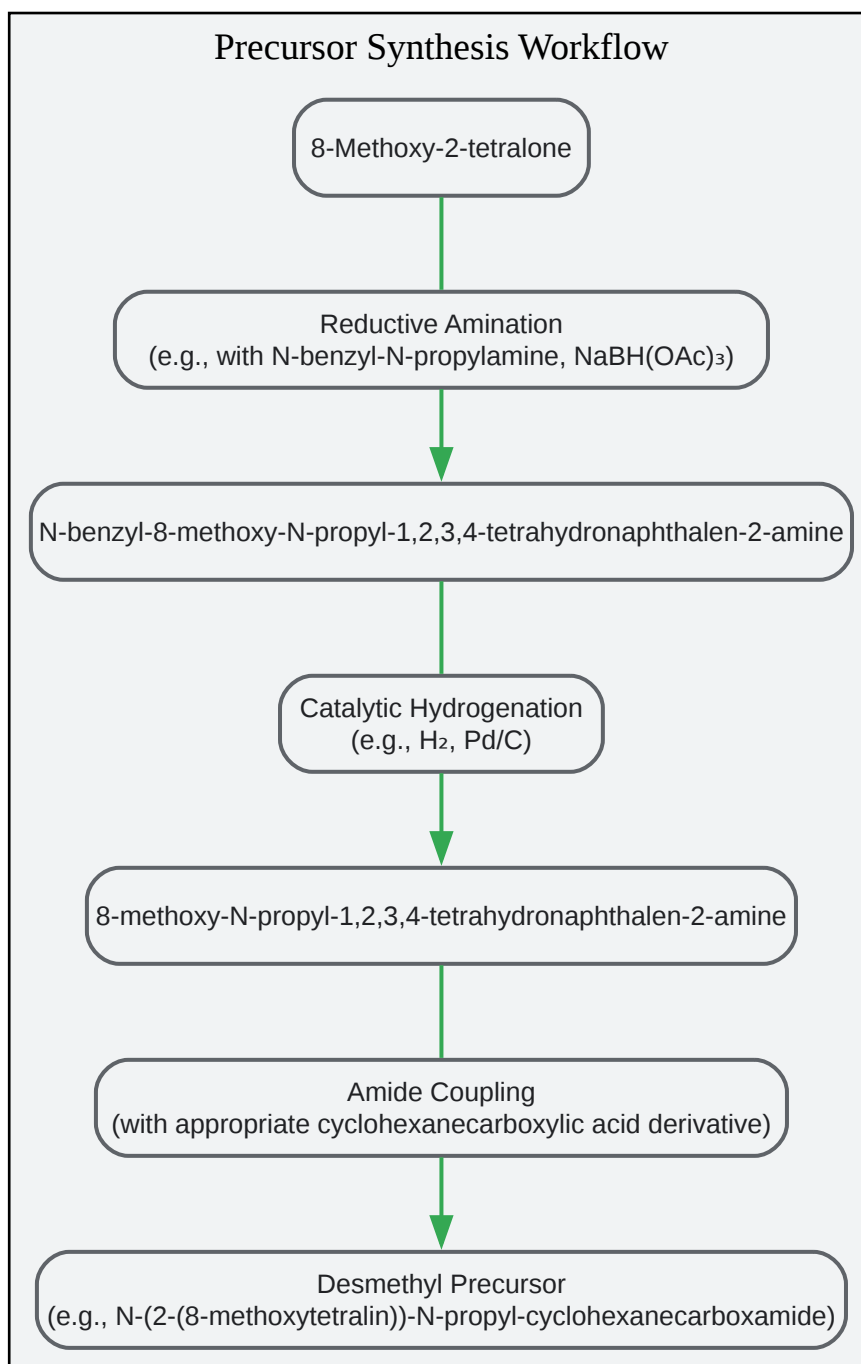 Precursor Synthesis Workflow
8-Methoxy-2-tetralone
Reductive Amination
(e.g., with N-benzyl-N-propylamine, NaBH(OAc)₃)
N-benzyl-8-methoxy-N-propyl-1,2,3,4-tetrahydronaphthalen-2-amine
Catalytic Hydrogenation
(e.g., H₂, Pd/C)
8-methoxy-N-propyl-1,2,3,4-tetrahydronaphthalen-2-amine
Amide Coupling
(with appropriate cyclohexanecarboxylic acid derivative)
Desmethyl Precursor
(e.g., N-(2-(8-methoxytetralin))-N-propyl-cyclohexanecarboxamide)